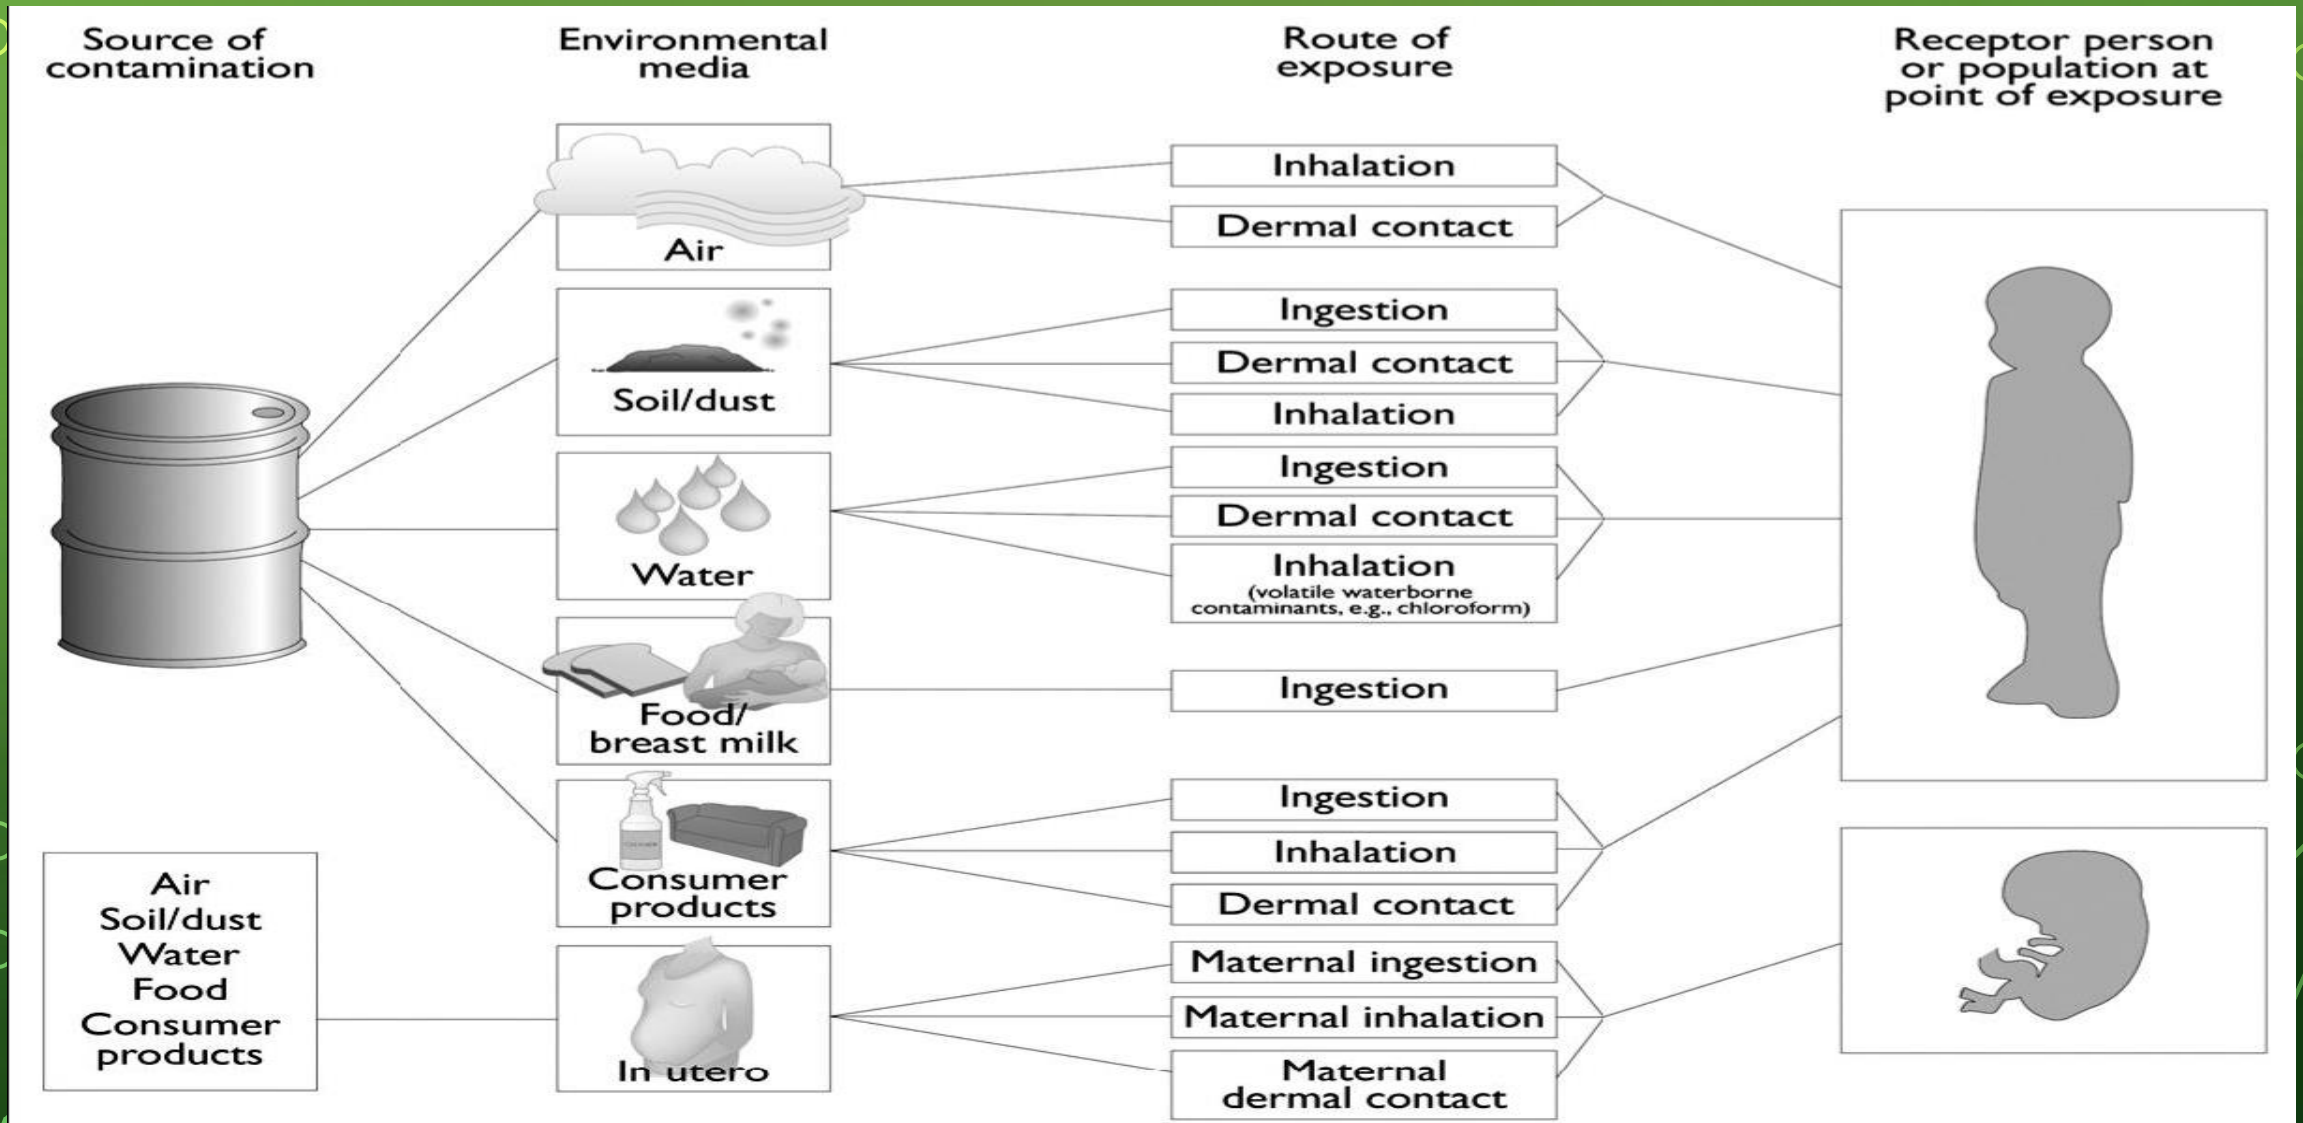 Source of
contamination
Environmental
media
Route of
exposure
Receptor person
or population at
point of exposure
Air
Inhalation
Dermal contact
Soil/dust
Ingestion
Dermal contact
Inhalation
Water
Ingestion
Dermal contact
Inhalation
(volatile waterborne
contaminants, e.g., chloroform)
Food/
breast milk
Ingestion
Consumer
products
Ingestion
Inhalation
Dermal contact
Air
Soil/dust
Water
Food
Consumer
products
In utero
Maternal ingestion
Maternal inhalation
Maternal
dermal contact